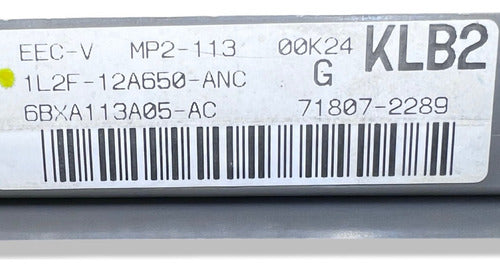 EEC-V MP2-113 00K24 KLB2
1L2F-12A650-ANC G
6BXA113A05-AC 71807-2289